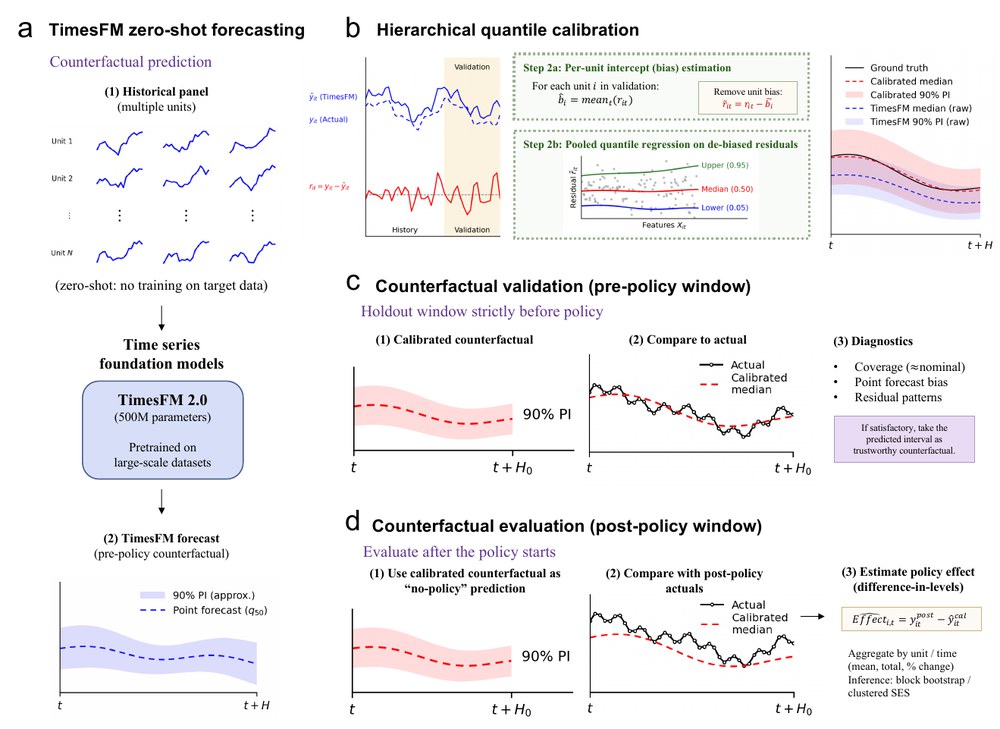 a TimesFM zero-shot forecasting
Counterfactual prediction
(1) Historical panel
(multiple units)
Unit 1
Unit 2
⋮ ⋮ ⋮ ⋮
Unit N
(zero-shot: no training on target data)
Time series
foundation models
TimesFM 2.0
(500M parameters)
Pretrained on
large-scale datasets
(2) TimesFM forecast
(pre-policy counterfactual)
90% PI (approx.)
Point forecast (q50)
t t + H
b Hierarchical quantile calibration
Validation
ŷit (TimesFM)
yit (Actual)
rit = yit − ŷit
History Validation
Step 2a: Per-unit intercept (bias) estimation
For each unit i in validation:
b̂i = meant(rit)
Remove unit bias:
r̃it = rit − b̂i
Step 2b: Pooled quantile regression on de-biased residuals
Residual r̃it
Upper (0.95)
Median (0.50)
Lower (0.05)
Features Xit
Ground truth
Calibrated median
Calibrated 90% PI
TimesFM median (raw)
TimesFM 90% PI (raw)
t t + H
c Counterfactual validation (pre-policy window)
Holdout window strictly before policy
(1) Calibrated counterfactual
90% PI
t t + H0
(2) Compare to actual
Actual
Calibrated
median
t t + H0
(3) Diagnostics
• Coverage (≈nominal)
• Point forecast bias
• Residual patterns
If satisfactory, take the
predicted interval as
trustworthy counterfactual.
d Counterfactual evaluation (post-policy window)
Evaluate after the policy starts
(1) Use calibrated counterfactual as
“no-policy” prediction
90% PI
t t + H0
(2) Compare with post-policy
actuals
Actual
Calibrated
median
t t + H0
(3) Estimate policy effect
(difference-in-levels)
Effect̂i,t = yitpost − ŷitcal
Aggregate by unit / time
(mean, total, % change)
Inference: block bootstrap /
clustered SES